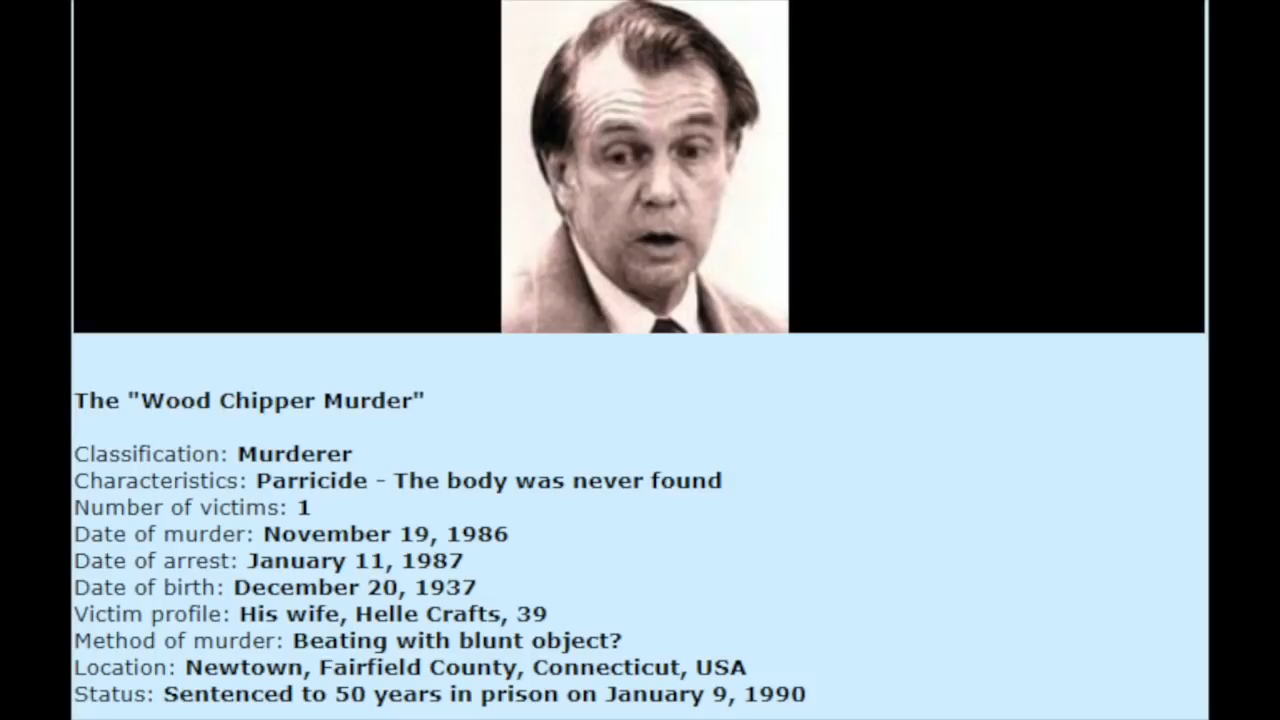 The "Wood Chipper Murder"
Classification: Murderer
Characteristics: Parricide - The body was never found
Number of victims: 1
Date of murder: November 19, 1986
Date of arrest: January 11, 1987
Date of birth: December 20, 1937
Victim profile: His wife, Helle Crafts, 39
Method of murder: Beating with blunt object?
Location: Newtown, Fairfield County, Connecticut, USA
Status: Sentenced to 50 years in prison on January 9, 1990